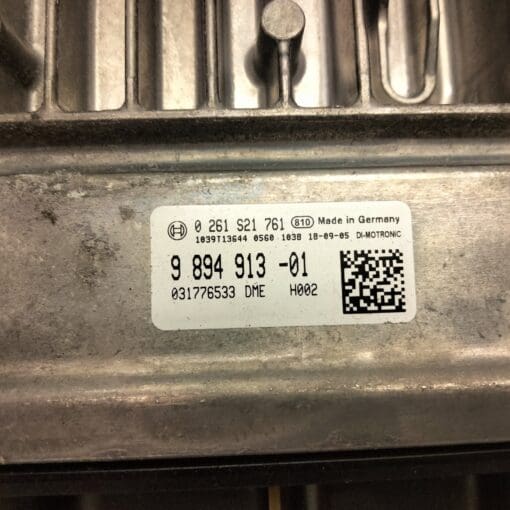 0 261 S21 761 810 Made in Germany
1039T13644 0560 1038 18-09-05 DI-MOTRONIC
9 894 913 -01
031776533 DME H002